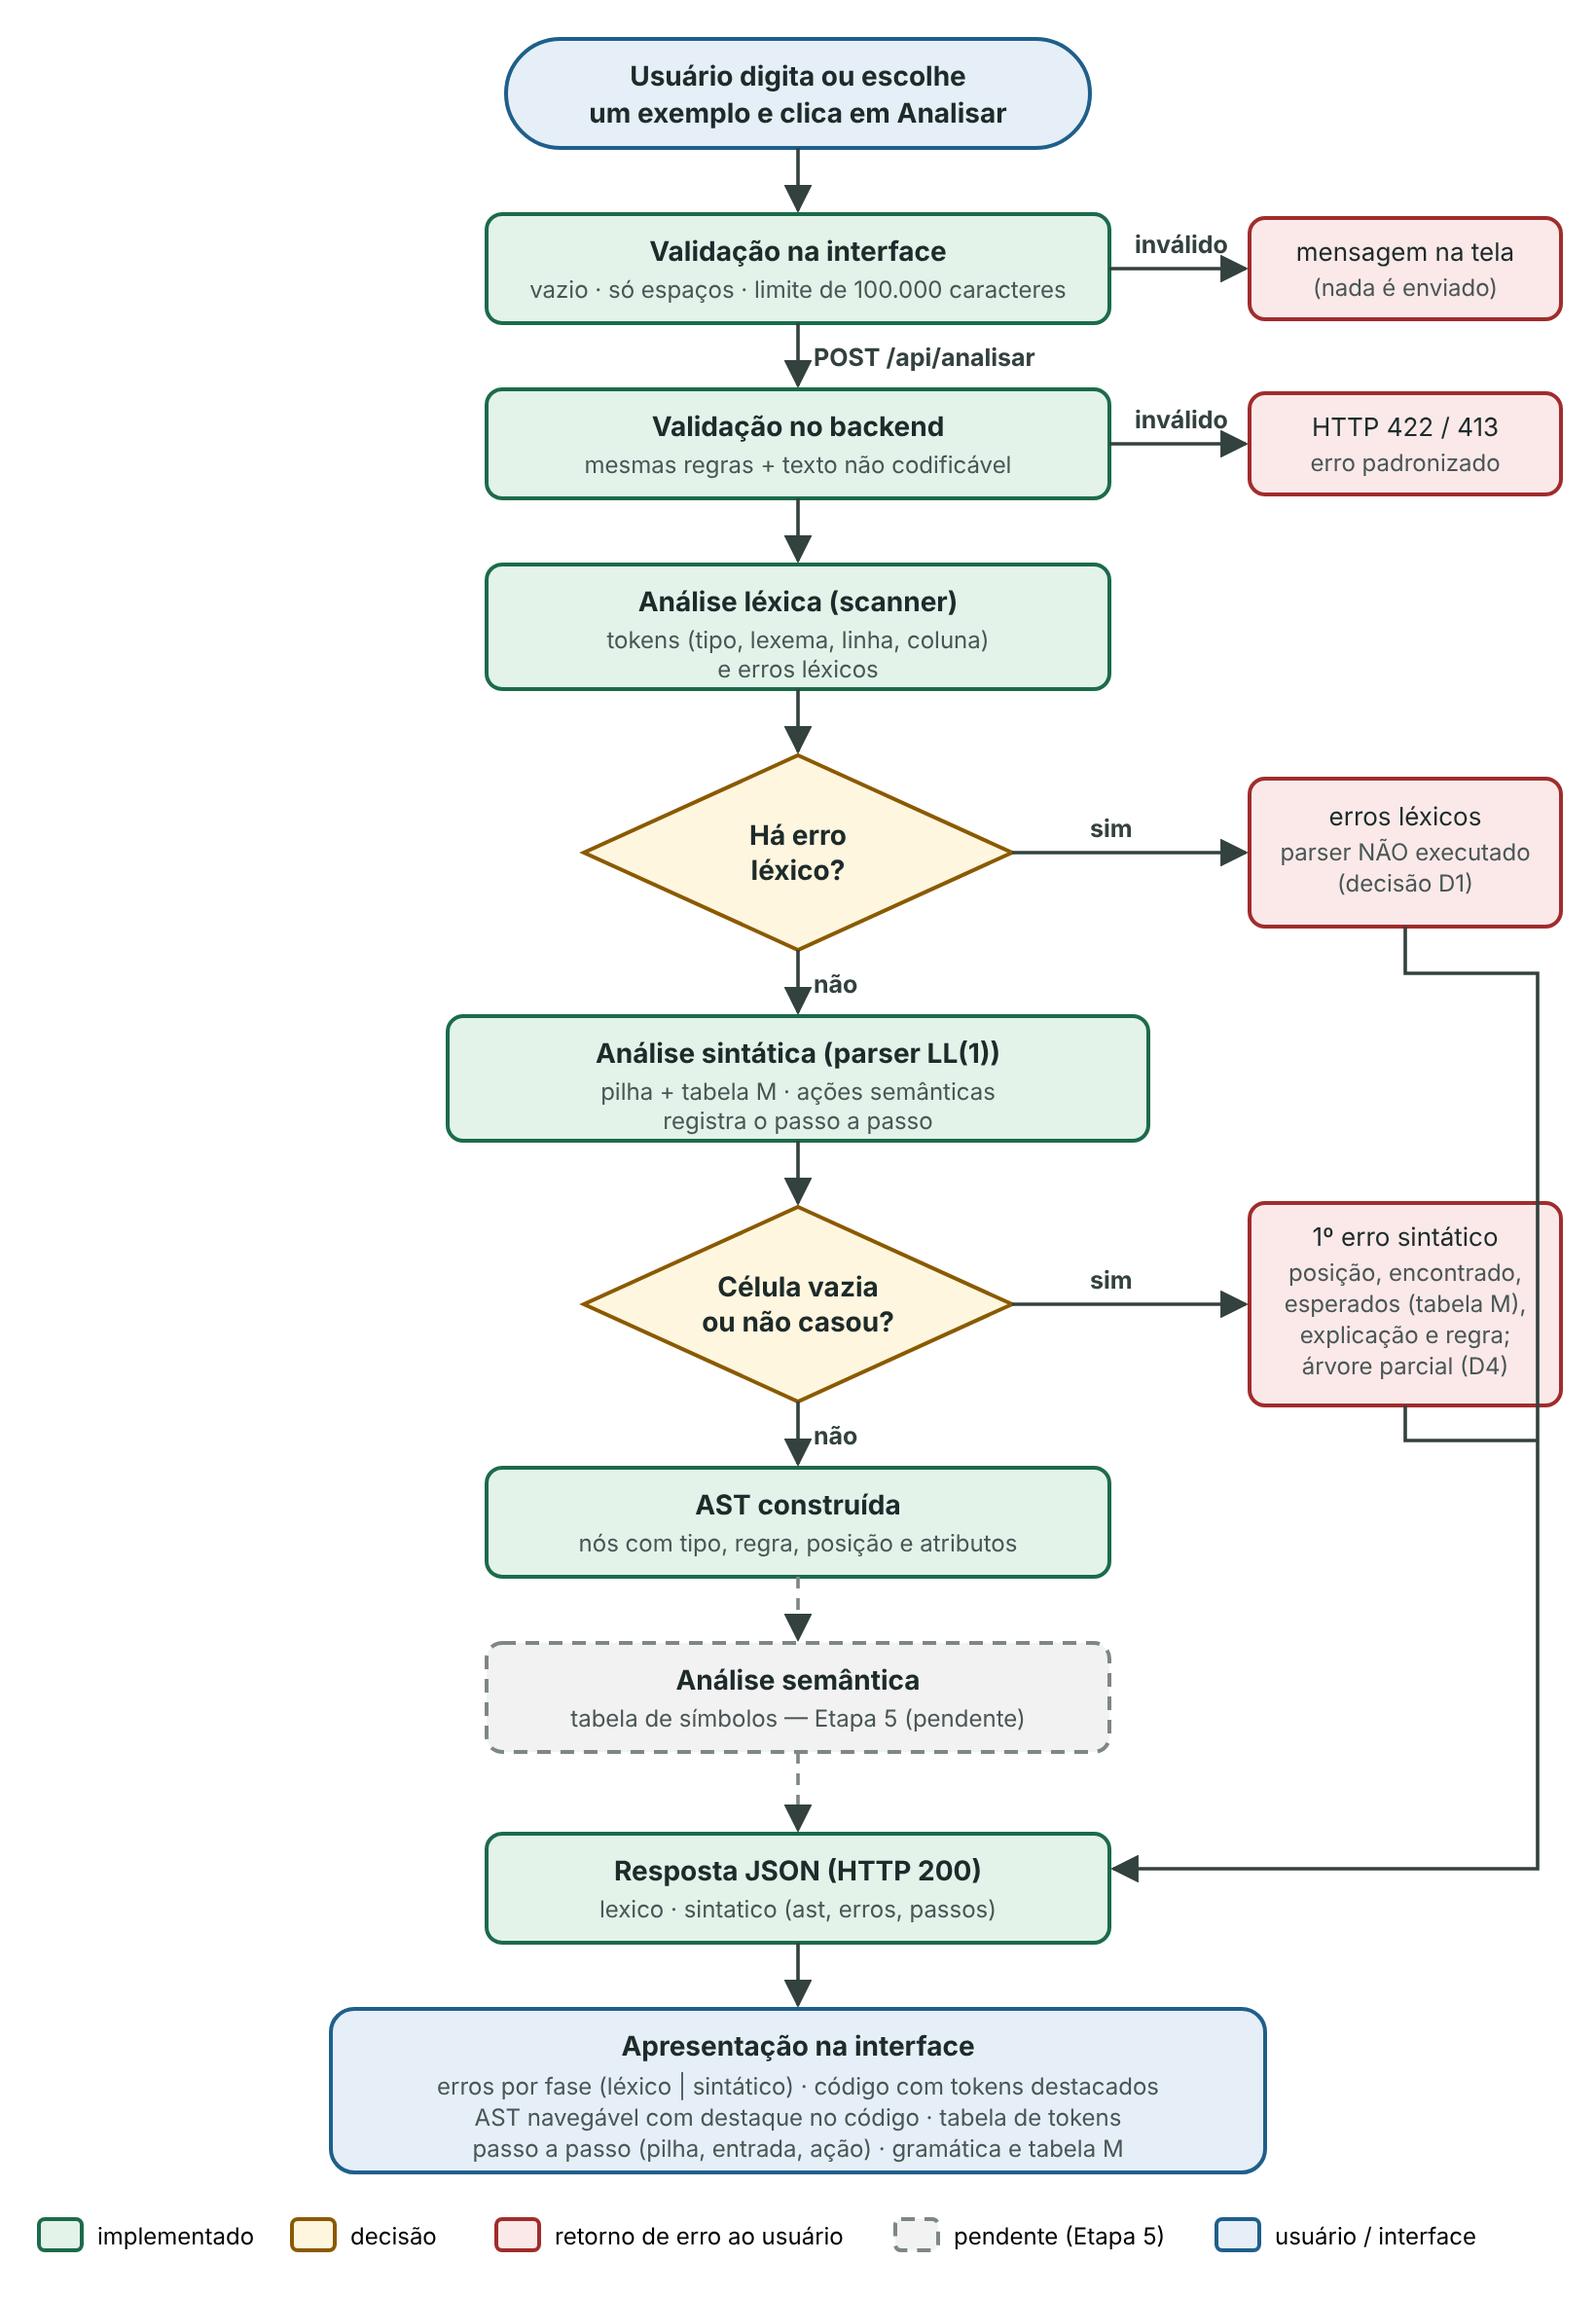 Usuário digita ou escolhe
um exemplo e clica em Analisar
Validação na interface
vazio · só espaços · limite de 100.000 caracteres
inválido
mensagem na tela
(nada é enviado)
POST /api/analisar
Validação no backend
mesmas regras + texto não codificável
inválido
HTTP 422 / 413
erro padronizado
Análise léxica (scanner)
tokens (tipo, lexema, linha, coluna)
e erros léxicos
Há erro
léxico?
sim
erros léxicos
parser NÃO executado
(decisão D1)
não
Análise sintática (parser LL(1))
pilha + tabela M · ações semânticas
registra o passo a passo
Célula vazia
ou não casou?
sim
1º erro sintático
posição, encontrado,
esperados (tabela M),
explicação e regra;
árvore parcial (D4)
não
AST construída
nós com tipo, regra, posição e atributos
Análise semântica
tabela de símbolos — Etapa 5 (pendente)
Resposta JSON (HTTP 200)
lexico · sintatico (ast, erros, passos)
Apresentação na interface
erros por fase (léxico | sintático) · código com tokens destacados
AST navegável com destaque no código · tabela de tokens
passo a passo (pilha, entrada, ação) · gramática e tabela M
implementado
decisão
retorno de erro ao usuário
pendente (Etapa 5)
usuário / interface